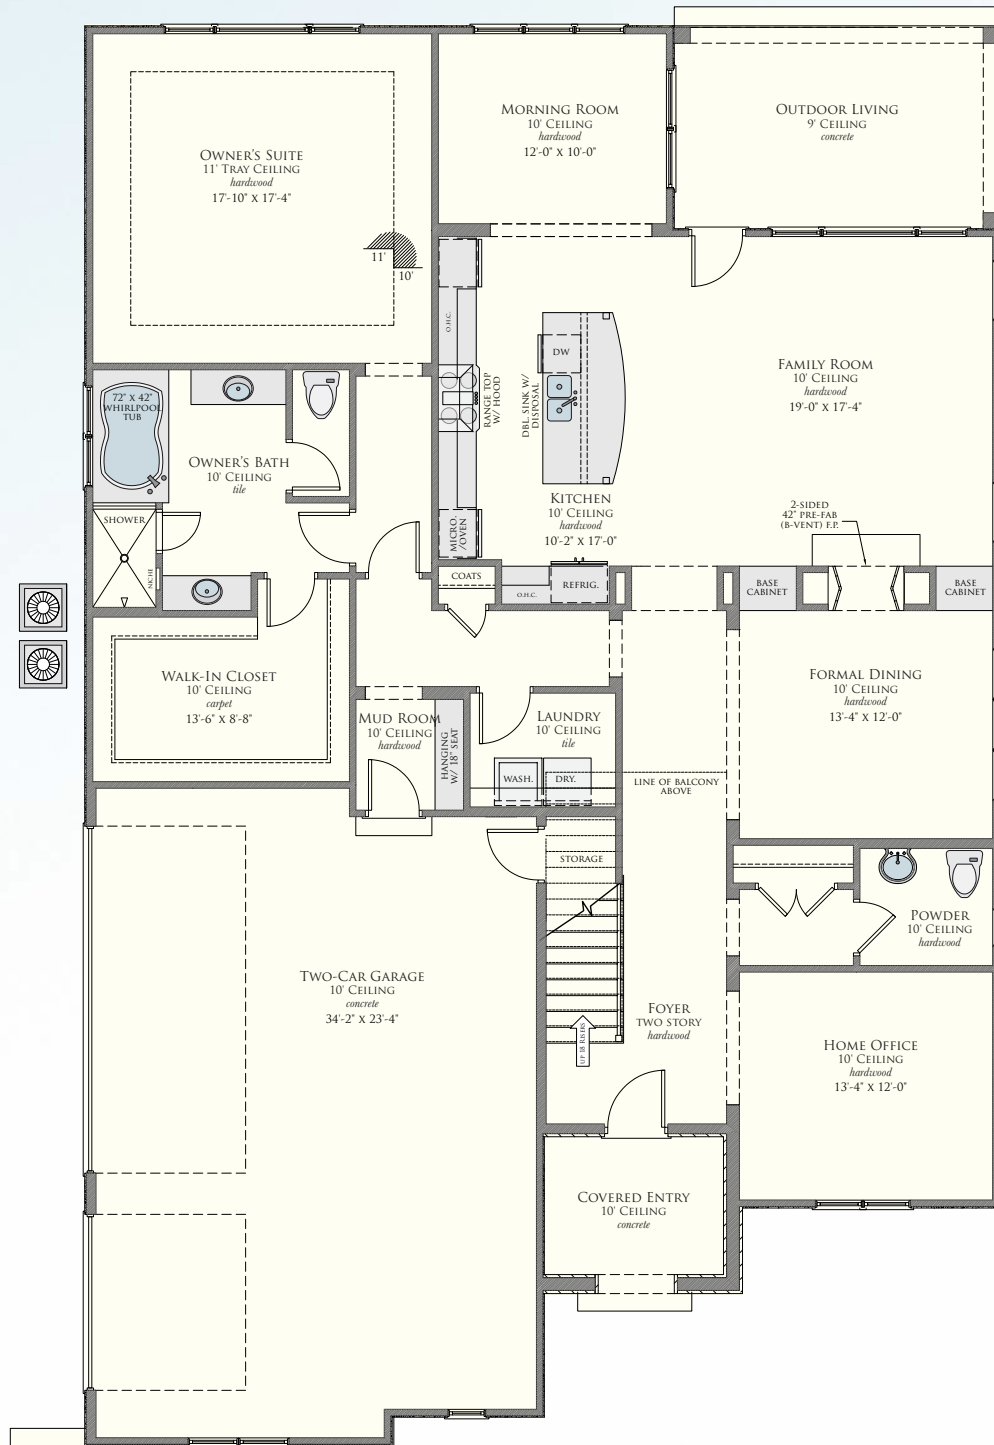 MORNING ROOM
10' CEILING
hardwood
12'-0" X 10'-0"
OUTDOOR LIVING
9' CEILING
concrete
OWNER'S SUITE
11' TRAY CEILING
hardwood
17'-10" X 17'-4"
11'
10'
O.H.C.
DW
RANGE TOP
W/ HOOD
DBL. SINK W/
DISPOSAL
FAMILY ROOM
10' CEILING
hardwood
19'-0" X 17'-4"
72" X 42"
WHIRLPOOL
TUB
OWNER'S BATH
10' CEILING
tile
KITCHEN
10' CEILING
hardwood
10'-2" X 17'-0"
2-SIDED
42" PRE-FAB
(B-VENT) F.P.
SHOWER
NICHE
MICRO.
/OVEN
COATS
O.H.C.
REFRIG.
BASE
CABINET
BASE
CABINET
WALK-IN CLOSET
10' CEILING
carpet
13'-6" X 8'-8"
FORMAL DINING
10' CEILING
hardwood
13'-4" X 12'-0"
MUD ROOM
10' CEILING
hardwood
HANGING
W/ 18" SEAT
LAUNDRY
10' CEILING
tile
WASH.
DRY.
LINE OF BALCONY
ABOVE
STORAGE
POWDER
10' CEILING
hardwood
TWO-CAR GARAGE
10' CEILING
concrete
34'-2" X 23'-4"
FOYER
TWO STORY
hardwood
UP 18 RISERS
HOME OFFICE
10' CEILING
hardwood
13'-4" X 12'-0"
COVERED ENTRY
10' CEILING
concrete